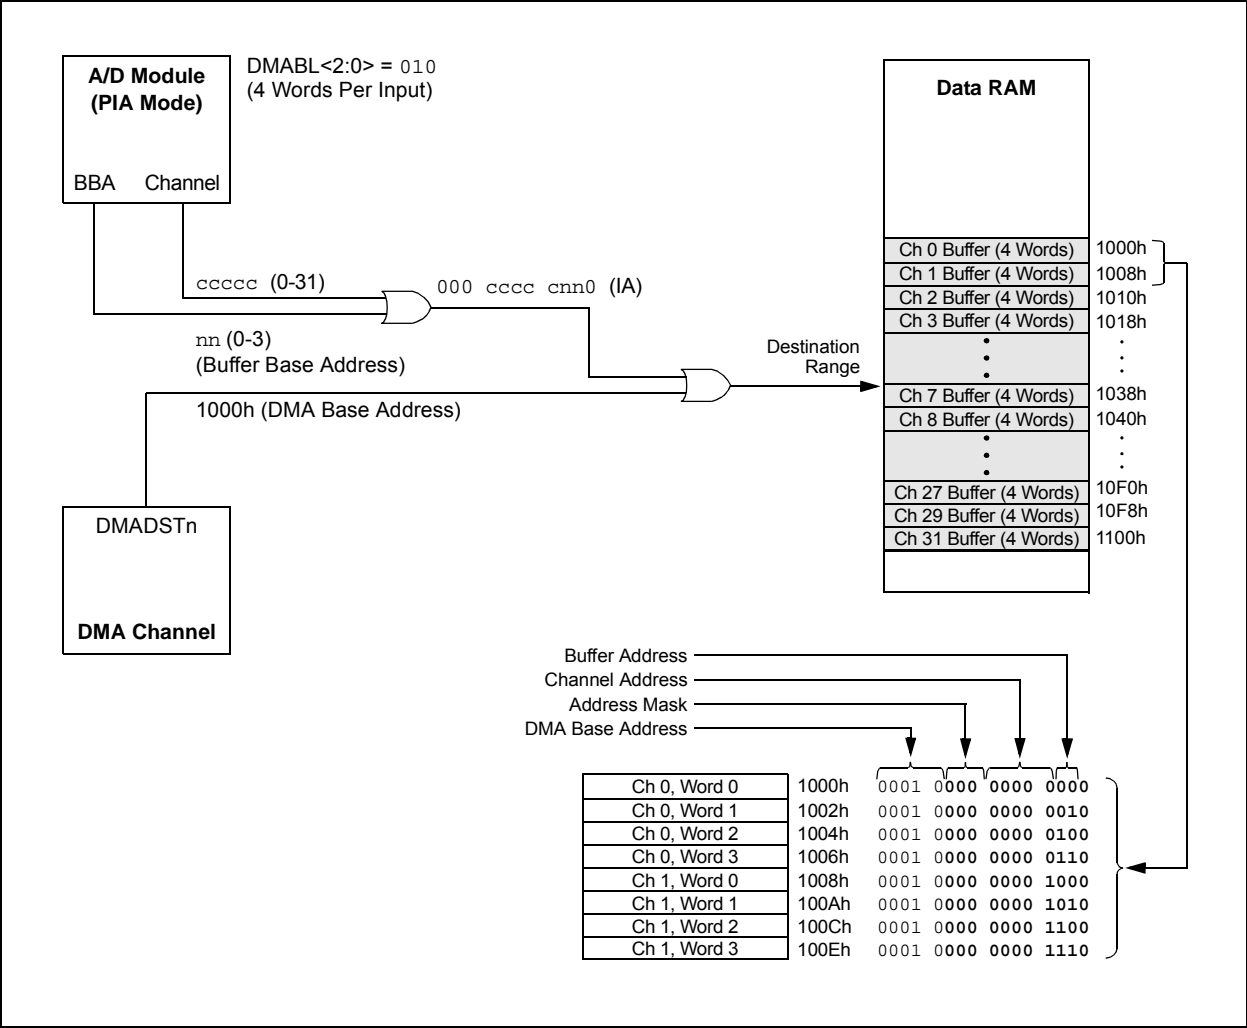 A/D Module
(PIA Mode)
BBA Channel
DMABL<2:0> = 010
(4 Words Per Input)
ccccc (0-31)
nn (0-3)
(Buffer Base Address)
000 cccc cnn0 (IA)
1000h (DMA Base Address)
DMADSTn
DMA Channel
Destination
Range
Data RAM
Ch 0 Buffer (4 Words) 1000h
Ch 1 Buffer (4 Words) 1008h
Ch 2 Buffer (4 Words) 1010h
Ch 3 Buffer (4 Words) 1018h
Ch 7 Buffer (4 Words) 1038h
Ch 8 Buffer (4 Words) 1040h
Ch 27 Buffer (4 Words) 10F0h
Ch 29 Buffer (4 Words) 10F8h
Ch 31 Buffer (4 Words) 1100h
Buffer Address
Channel Address
Address Mask
DMA Base Address
Ch 0, Word 0 1000h 0001 0000 0000 0000
Ch 0, Word 1 1002h 0001 0000 0000 0010
Ch 0, Word 2 1004h 0001 0000 0000 0100
Ch 0, Word 3 1006h 0001 0000 0000 0110
Ch 1, Word 0 1008h 0001 0000 0000 1000
Ch 1, Word 1 100Ah 0001 0000 0000 1010
Ch 1, Word 2 100Ch 0001 0000 0000 1100
Ch 1, Word 3 100Eh 0001 0000 0000 1110